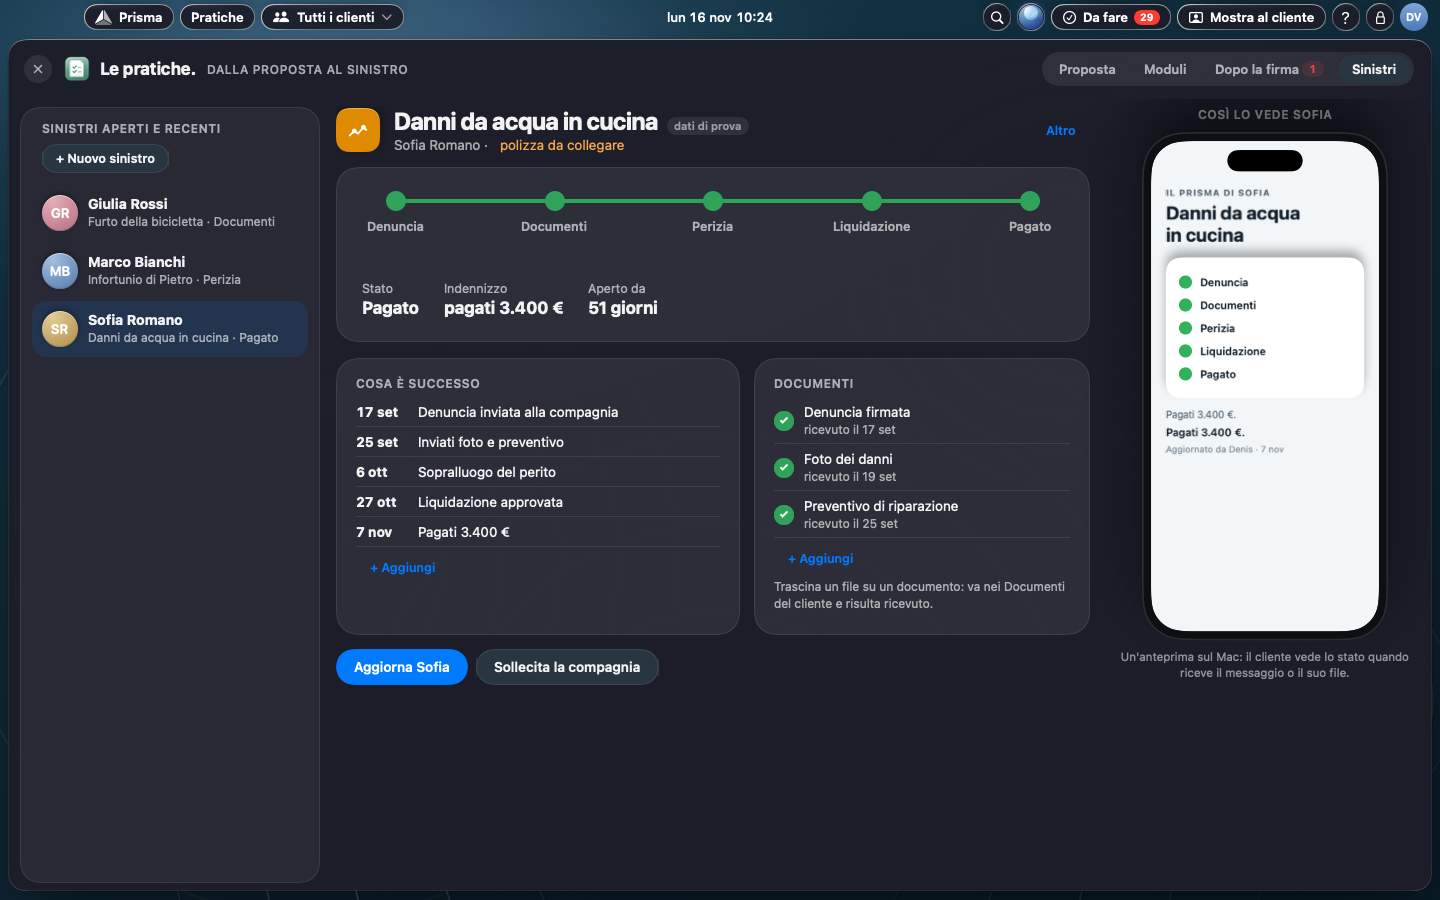 Prisma
Pratiche
Tutti i clienti
lun 16 nov 10:24
Da fare 29
Mostra al cliente
?
DV
Le pratiche. DALLA PROPOSTA AL SINISTRO
Proposta
Moduli
Dopo la firma 1
Sinistri
SINISTRI APERTI E RECENTI
+ Nuovo sinistro
GR
Giulia Rossi
Furto della bicicletta · Documenti
MB
Marco Bianchi
Infortunio di Pietro · Perizia
SR
Sofia Romano
Danni da acqua in cucina · Pagato
Danni da acqua in cucina dati di prova
Sofia Romano · polizza da collegare
Altro
Denuncia
Documenti
Perizia
Liquidazione
Pagato
Stato
Pagato
Indennizzo
pagati 3.400 €
Aperto da
51 giorni
COSA È SUCCESSO
17 set Denuncia inviata alla compagnia
25 set Inviati foto e preventivo
6 ott Sopralluogo del perito
27 ott Liquidazione approvata
7 nov Pagati 3.400 €
+ Aggiungi
DOCUMENTI
Denuncia firmata
ricevuto il 17 set
Foto dei danni
ricevuto il 19 set
Preventivo di riparazione
ricevuto il 25 set
+ Aggiungi
Trascina un file su un documento: va nei Documenti
del cliente e risulta ricevuto.
Aggiorna Sofia
Sollecita la compagnia
COSÌ LO VEDE SOFIA
IL PRISMA DI SOFIA
Danni da acqua
in cucina
Denuncia
Documenti
Perizia
Liquidazione
Pagato
Pagati 3.400 €.
Pagati 3.400 €.
Aggiornato da Denis · 7 nov
Un'anteprima sul Mac: il cliente vede lo stato quando
riceve il messaggio o il suo file.